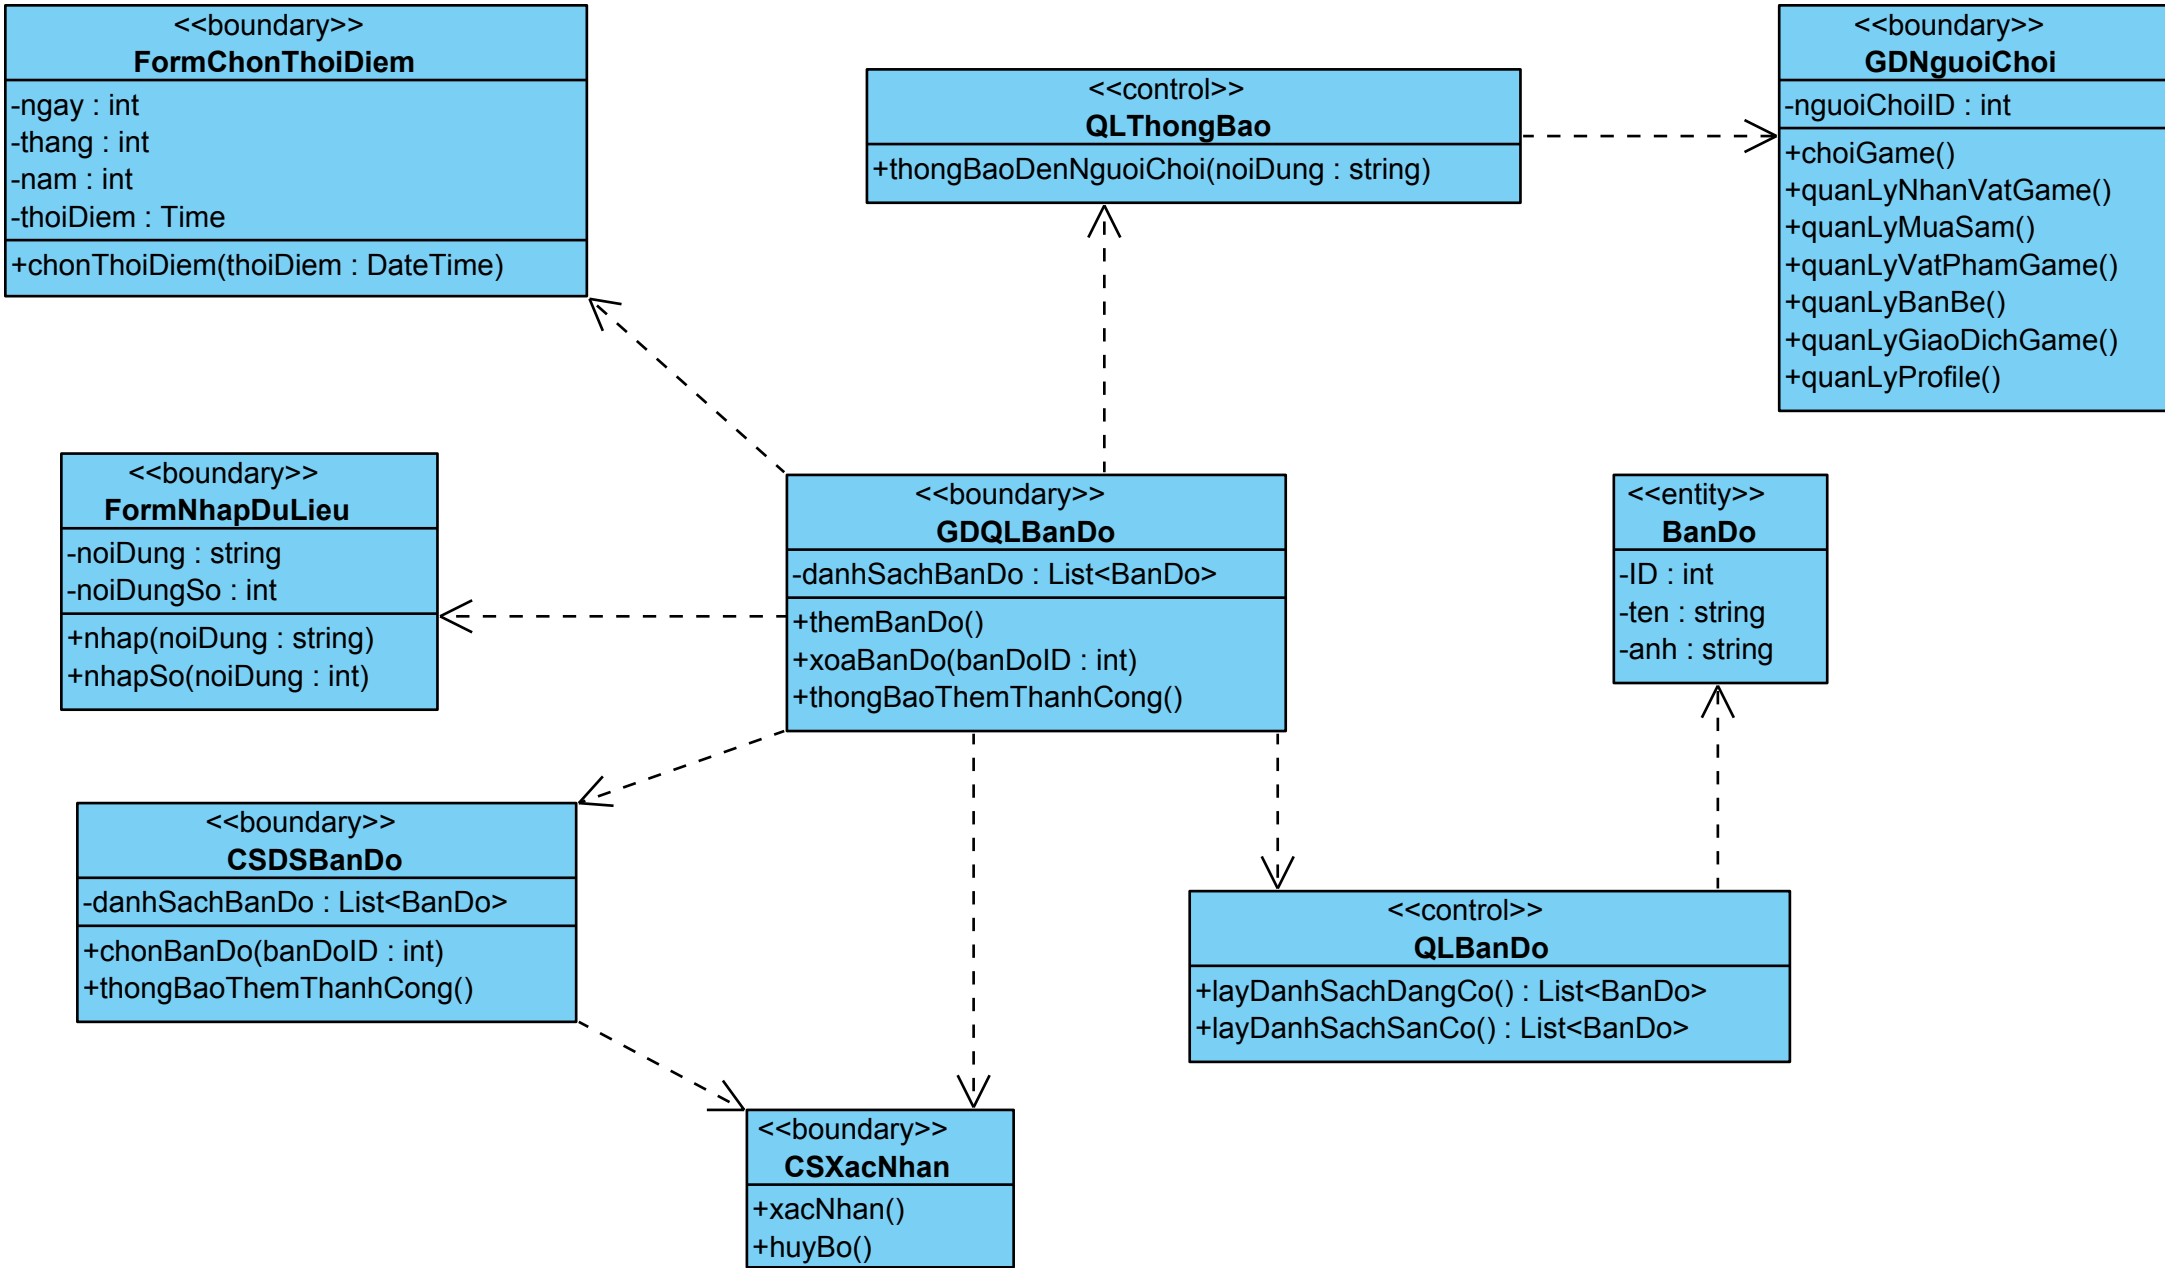 <<boundary>>
FormChonThoiDiem
-ngay : int
-thang : int
-nam : int
-thoiDiem : Time
+chonThoiDiem(thoiDiem : DateTime)
<<control>>
QLThongBao
+thongBaoDenNguoiChoi(noiDung : string)
<<boundary>>
GDNguoiChoi
-nguoiChoiID : int
+choiGame()
+quanLyNhanVatGame()
+quanLyMuaSam()
+quanLyVatPhamGame()
+quanLyBanBe()
+quanLyGiaoDichGame()
+quanLyProfile()
<<boundary>>
FormNhapDuLieu
-noiDung : string
-noiDungSo : int
+nhap(noiDung : string)
+nhapSo(noiDung : int)
<<boundary>>
GDQLBanDo
-danhSachBanDo : List<BanDo>
+themBanDo()
+xoaBanDo(banDoID : int)
+thongBaoThemThanhCong()
<<entity>>
BanDo
-ID : int
-ten : string
-anh : string
<<boundary>>
CSDSBanDo
-danhSachBanDo : List<BanDo>
+chonBanDo(banDoID : int)
+thongBaoThemThanhCong()
<<control>>
QLBanDo
+layDanhSachDangCo() : List<BanDo>
+layDanhSachSanCo() : List<BanDo>
<<boundary>>
CSXacNhan
+xacNhan()
+huyBo()